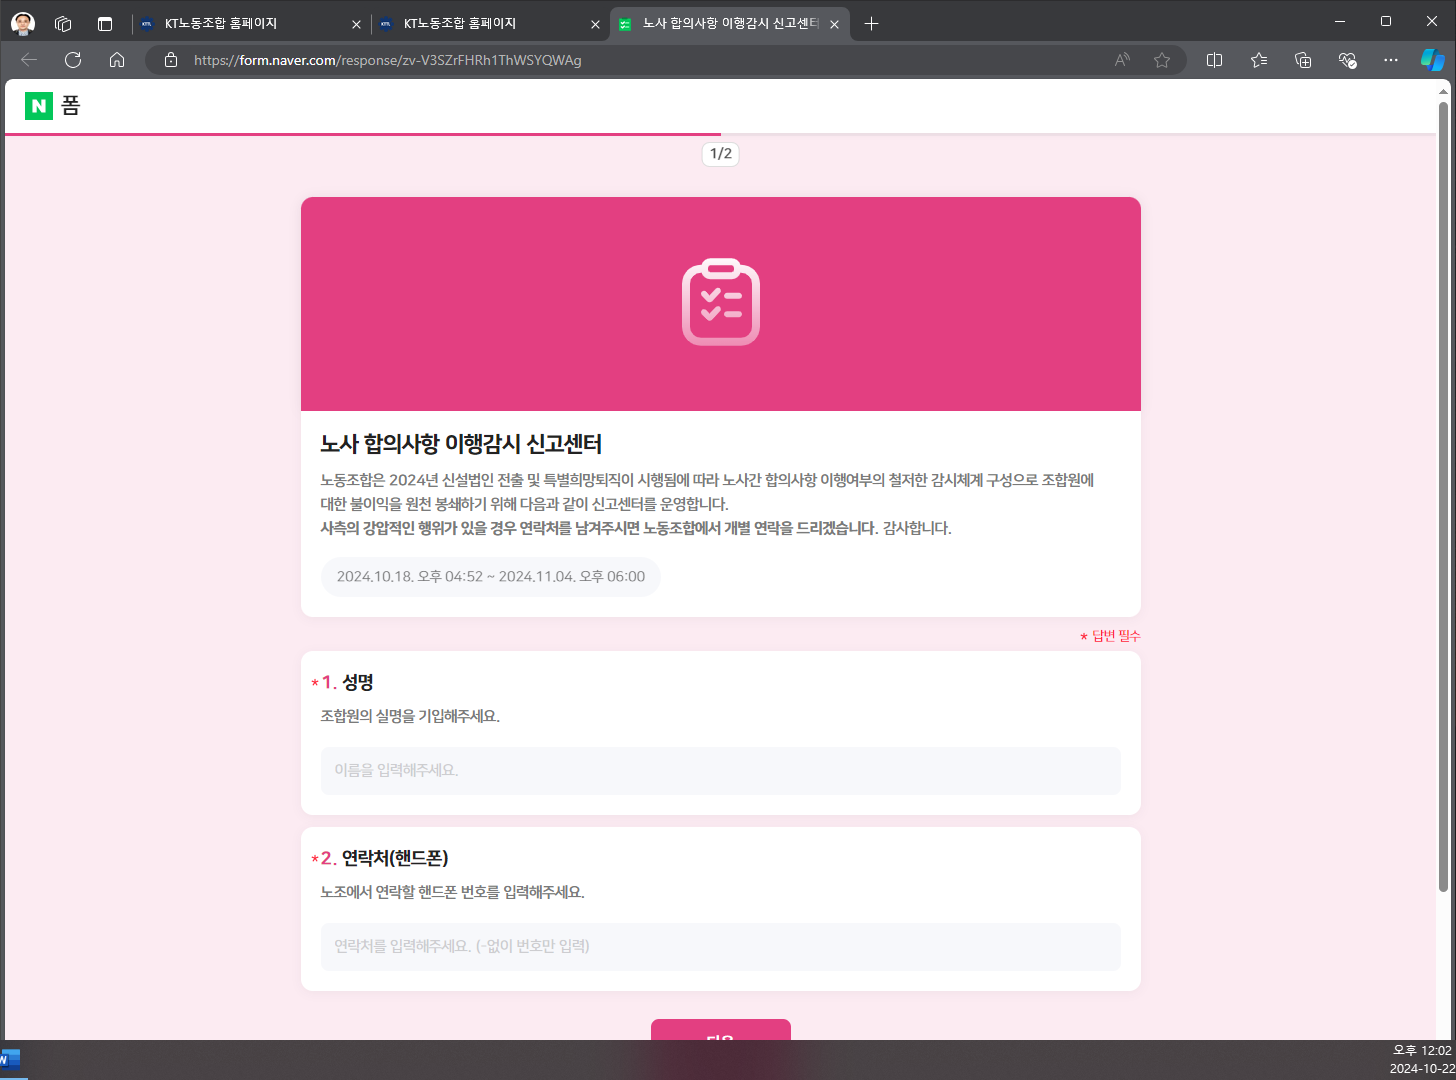 KT노동조합 홈페이지
KT노동조합 홈페이지
노사 합의사항 이행감시 신고센터
https://form.naver.com/response/zv-V3SZrFHRh1ThWSYQWAg
N 폼
1/2
노사 합의사항 이행감시 신고센터
노동조합은 2024년 신설법인 전출 및 특별희망퇴직이 시행됨에 따라 노사간 합의사항 이행여부의 철저한 감시체계 구성으로 조합원에
대한 불이익을 원천 봉쇄하기 위해 다음과 같이 신고센터를 운영합니다.
사측의 강압적인 행위가 있을 경우 연락처를 남겨주시면 노동조합에서 개별 연락을 드리겠습니다. 감사합니다.
2024.10.18. 오후 04:52 ~ 2024.11.04. 오후 06:00
* 답변 필수
*1. 성명
조합원의 실명을 기입해주세요.
이름을 입력해주세요.
*2. 연락처(핸드폰)
노조에서 연락할 핸드폰 번호를 입력해주세요.
연락처를 입력해주세요. (-없이 번호만 입력)
오후 12:02
2024-10-22